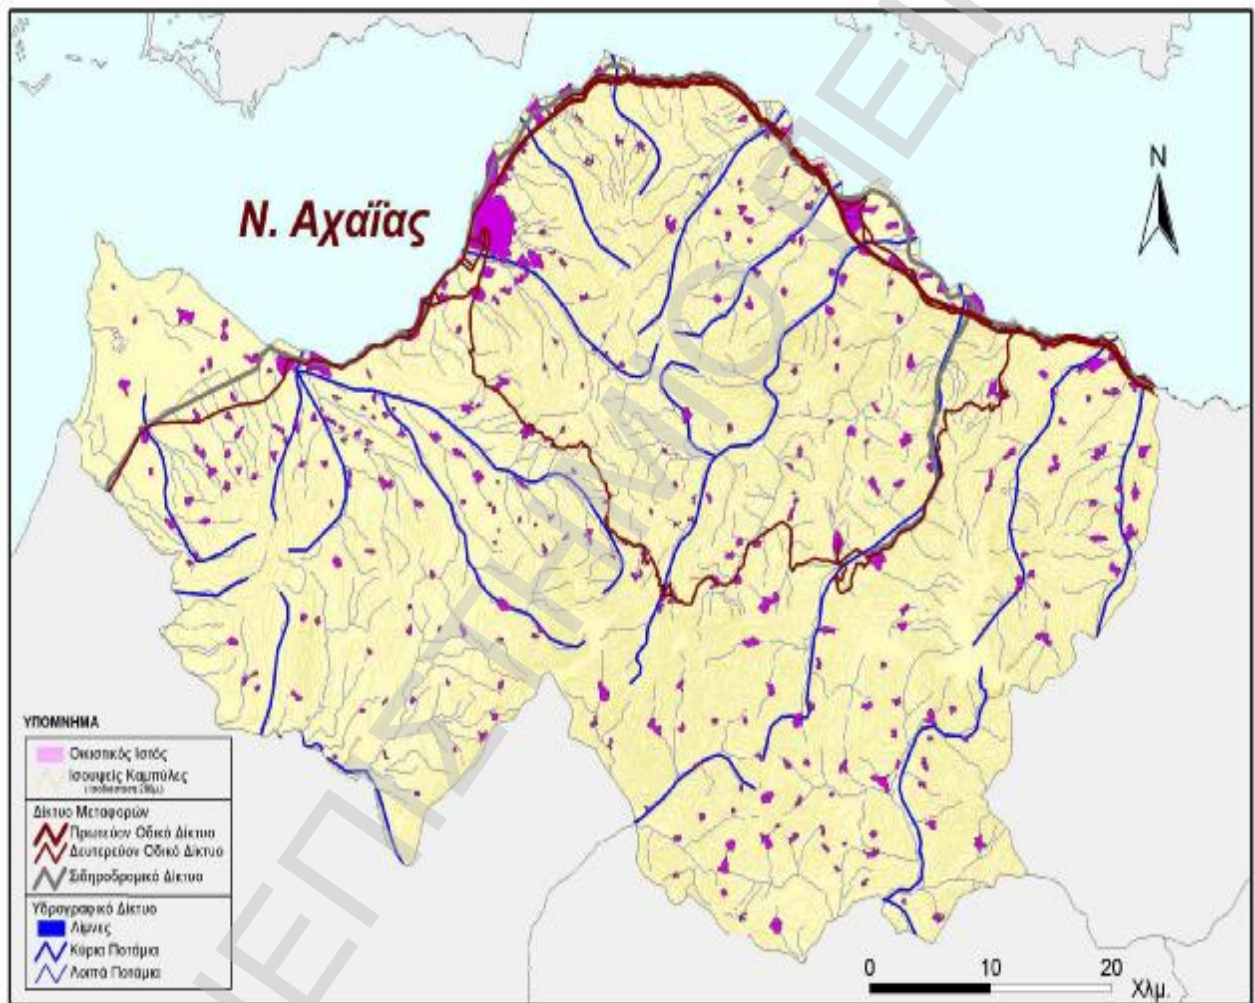 Ν. Αχαΐας
N
ΥΠΟΜΝΗΜΑ
Οικιστικός Ιστός
Ισοϋψείς Καμπύλες
Δίκτυο Μεταφορών
Πρωτεύον Οδικό Δίκτυο
Δευτερεύον Οδικό Δίκτυο
Σιδηροδρομικό Δίκτυο
Υδρογραφικό Δίκτυο
Λίμνες
Κύρια Ποτάμια
Λοιπά Ποτάμια
0 10 20
Χλμ.